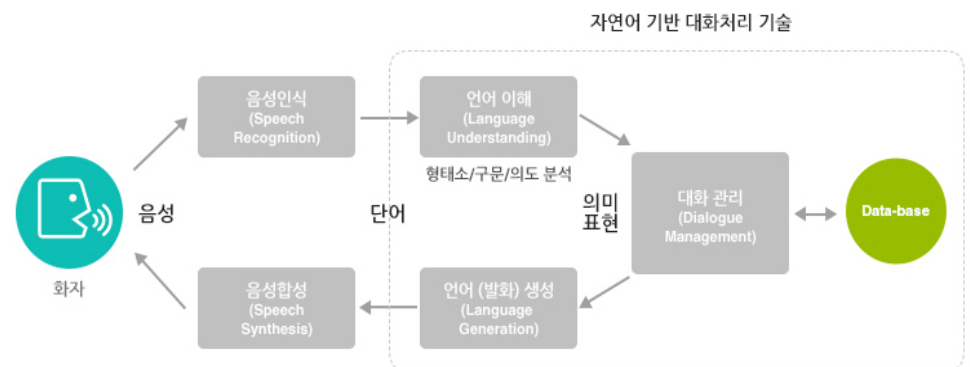 자연어 기반 대화처리 기술
음성인식
(Speech
Recognition)
언어 이해
(Language
Understanding)
형태소/구문/의도 분석
화자
음성
단어
의미
표현
대화 관리
(Dialogue
Management)
Data-base
음성합성
(Speech
Synthesis)
언어 (발화) 생성
(Language
Generation)